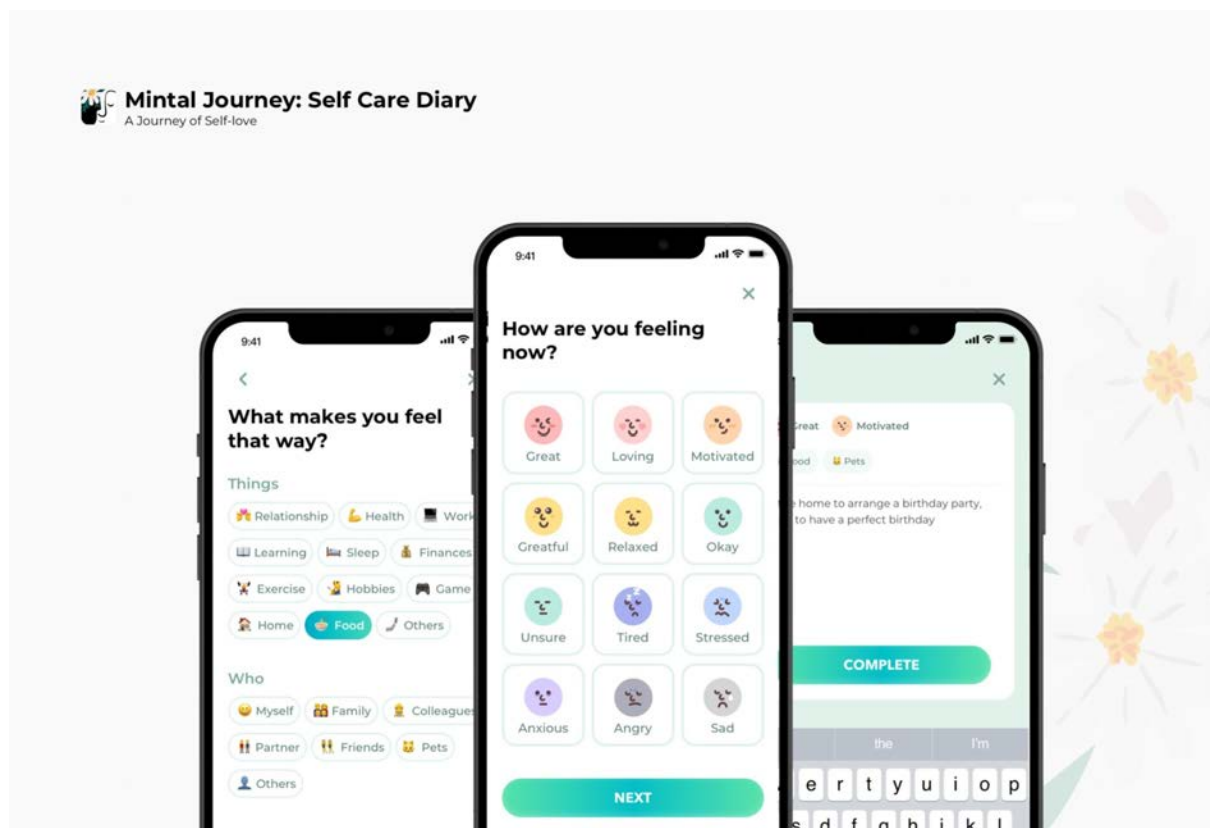 Mintal Journey: Self Care Diary
A Journey of Self-love
9:41
What makes you feel
that way?
Things
Relationship
Health
Work
Learning
Sleep
Finances
Exercise
Hobbies
Game
Home
Food
Others
Who
Myself
Family
Colleagues
Partner
Friends
Pets
Others
9:41
How are you feeling
now?
Great
Loving
Motivated
Greatful
Relaxed
Okay
Unsure
Tired
Stressed
Anxious
Angry
Sad
NEXT
Motivated
Pets
home to arrange a birthday party,
to have a perfect birthday
COMPLETE
the I'm
e r t y u i o p
d f g h j k l